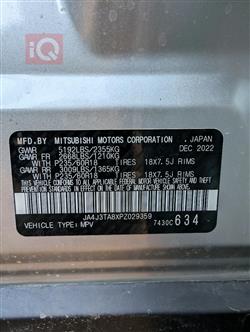 iQ
MFD.BY MITSUBISHI MOTORS CORPORATION , JAPAN
GVWR 5192LBS/2355KG DEC 2022
GAWR FR 2668LBS/1210KG
WITH P235/60R18 TIRES 18X7.5J RIMS
GAWR RR 3009LBS/1365KG
WITH P235/60R18 TIRES 18X7.5J RIMS
THIS VEHICLE CONFORMS TO ALL APPLICABLE
FEDERAL MOTOR VEHICLE SAFETY, BUMPER, AND THEFT
PREVENTION STANDARDS IN EFFECT ON THE DATE OF
MANUFACTURE SHOWN ABOVE.
JA4J3TA8XPZ029359
VEHICLE TYPE: MPV 7430C634